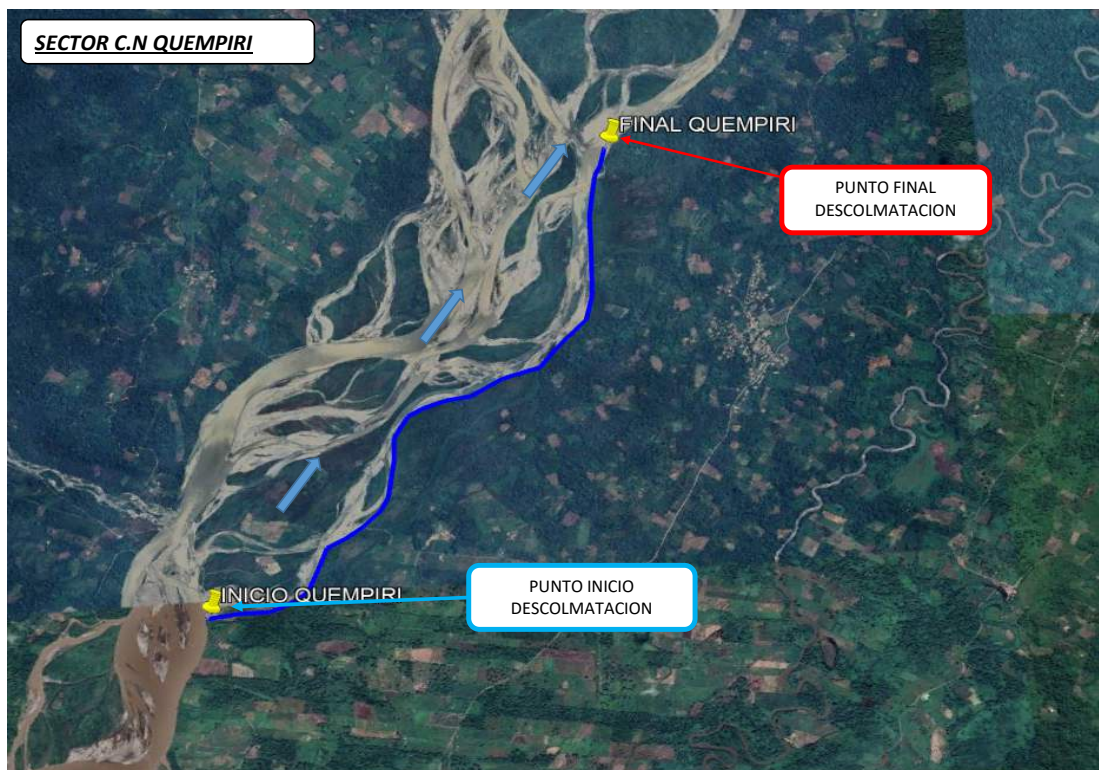 SECTOR C.N QUEMPIRI
FINAL QUEMPIRI
PUNTO FINAL
DESCOLMATACION
INICIO QUEMPIRI
PUNTO INICIO
DESCOLMATACION